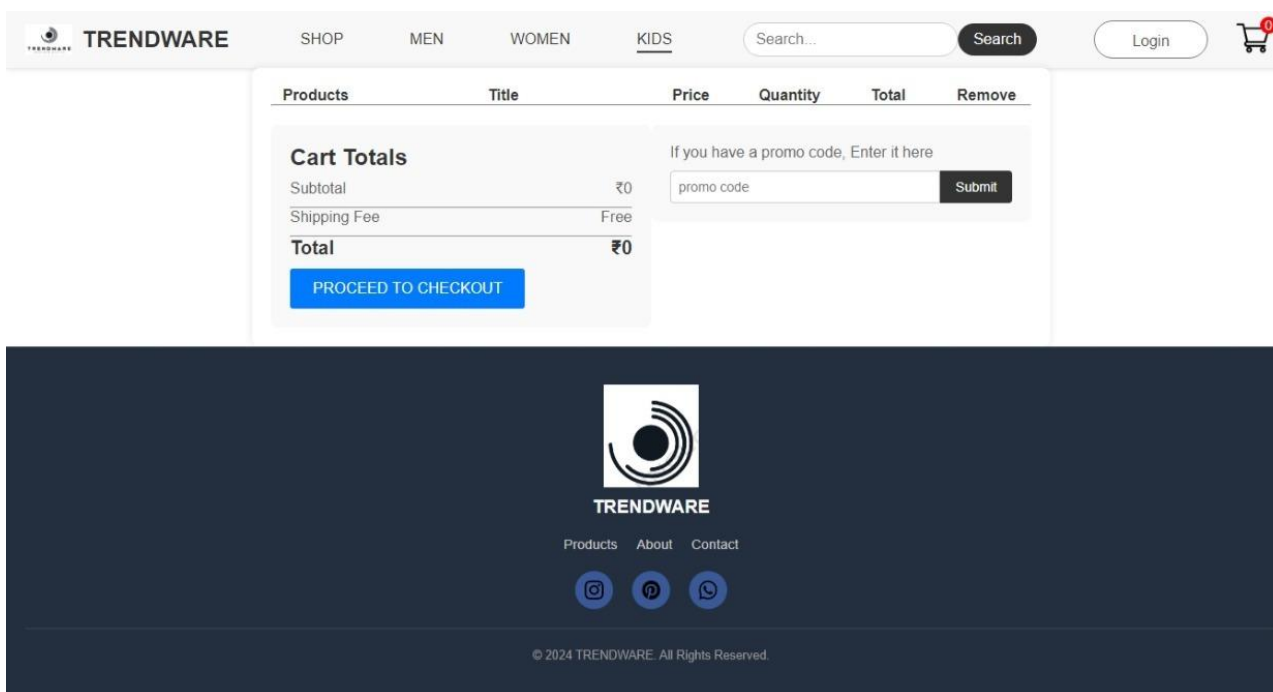 TRENDWARE TRENDWARE SHOP MEN WOMEN KIDS Search... Search Login 0
Products Title Price Quantity Total Remove
Cart Totals
Subtotal ₹0
Shipping Fee Free
Total ₹0
PROCEED TO CHECKOUT
If you have a promo code, Enter it here
promo code Submit
TRENDWARE
Products About Contact
© 2024 TRENDWARE. All Rights Reserved.